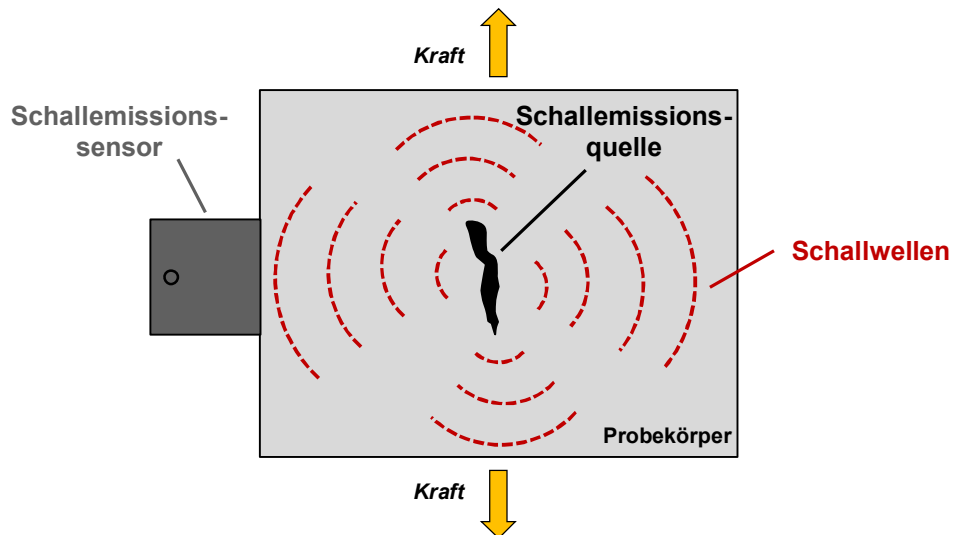 Kraft
Schallemissions-
sensor
Schallemissions-
quelle
Schallwellen
Probekörper
Kraft